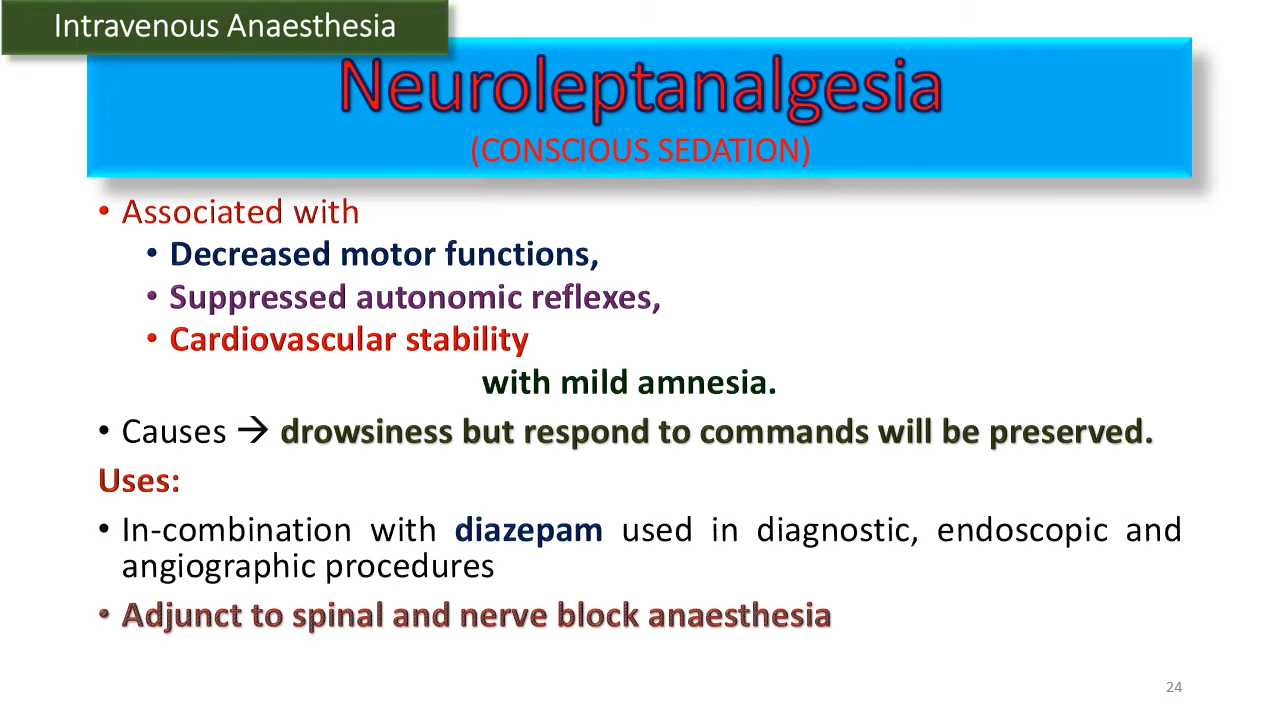 Intravenous Anaesthesia
Neuroleptanalgesia
(CONSCIOUS SEDATION)
• Associated with
• Decreased motor functions,
• Suppressed autonomic reflexes,
• Cardiovascular stability
with mild amnesia.
• Causes → drowsiness but respond to commands will be preserved.
Uses:
• In-combination with diazepam used in diagnostic, endoscopic and
angiographic procedures
• Adjunct to spinal and nerve block anaesthesia
24